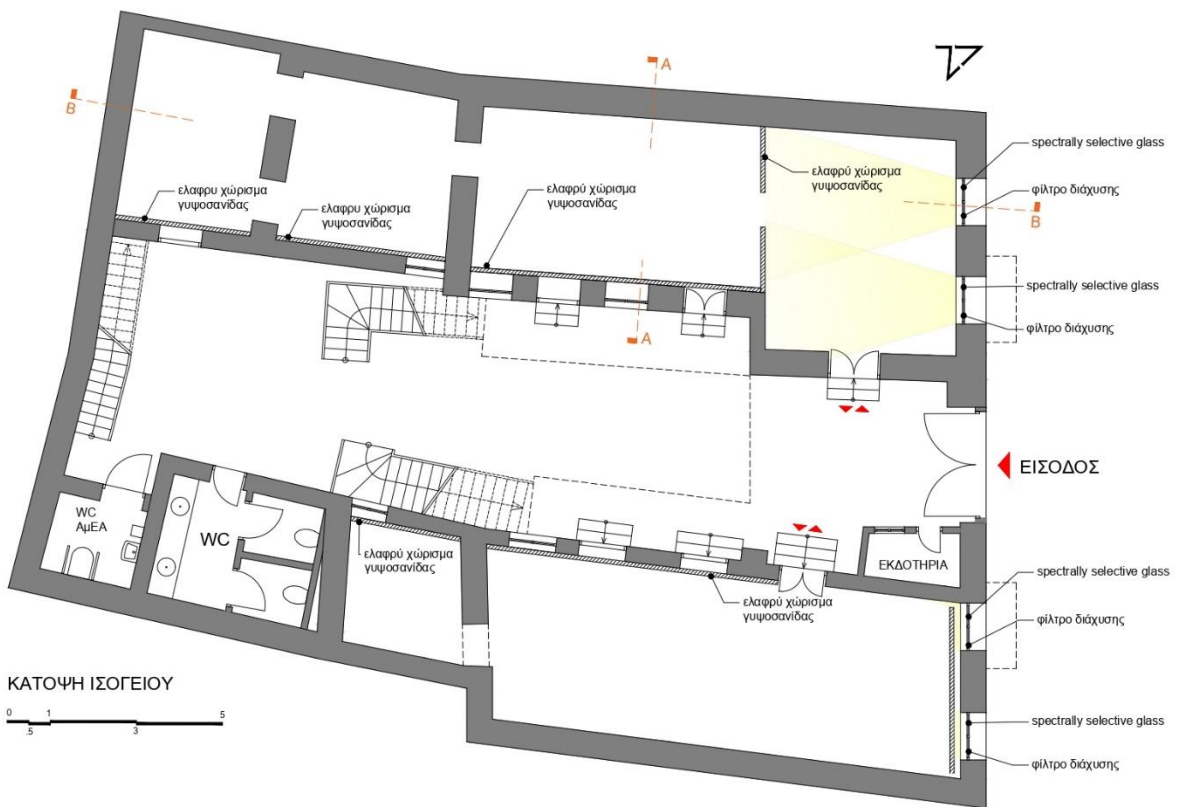 A
B
spectrally selective glass
φίλτρο διάχυσης
ελαφρύ χώρισμα
γυψοσανίδας
ελαφρύ χώρισμα
γυψοσανίδας
ελαφρυ χώρισμα
γυψοσανίδας
ελαφρυ χώρισμα
γυψοσανίδας
B
spectrally selective glass
φίλτρο διάχυσης
A
ΕΙΣΟΔΟΣ
WC
ΑμΕΑ
WC
ελαφρύ χώρισμα
γυψοσανίδας
ΕΚΔΟΤΗΡΙΑ
ελαφρύ χώρισμα
γυψοσανίδας
spectrally selective glass
φίλτρο διάχυσης
ΚΑΤΟΨΗ ΙΣΟΓΕΙΟΥ
0 1 5
.5 3
spectrally selective glass
φίλτρο διάχυσης